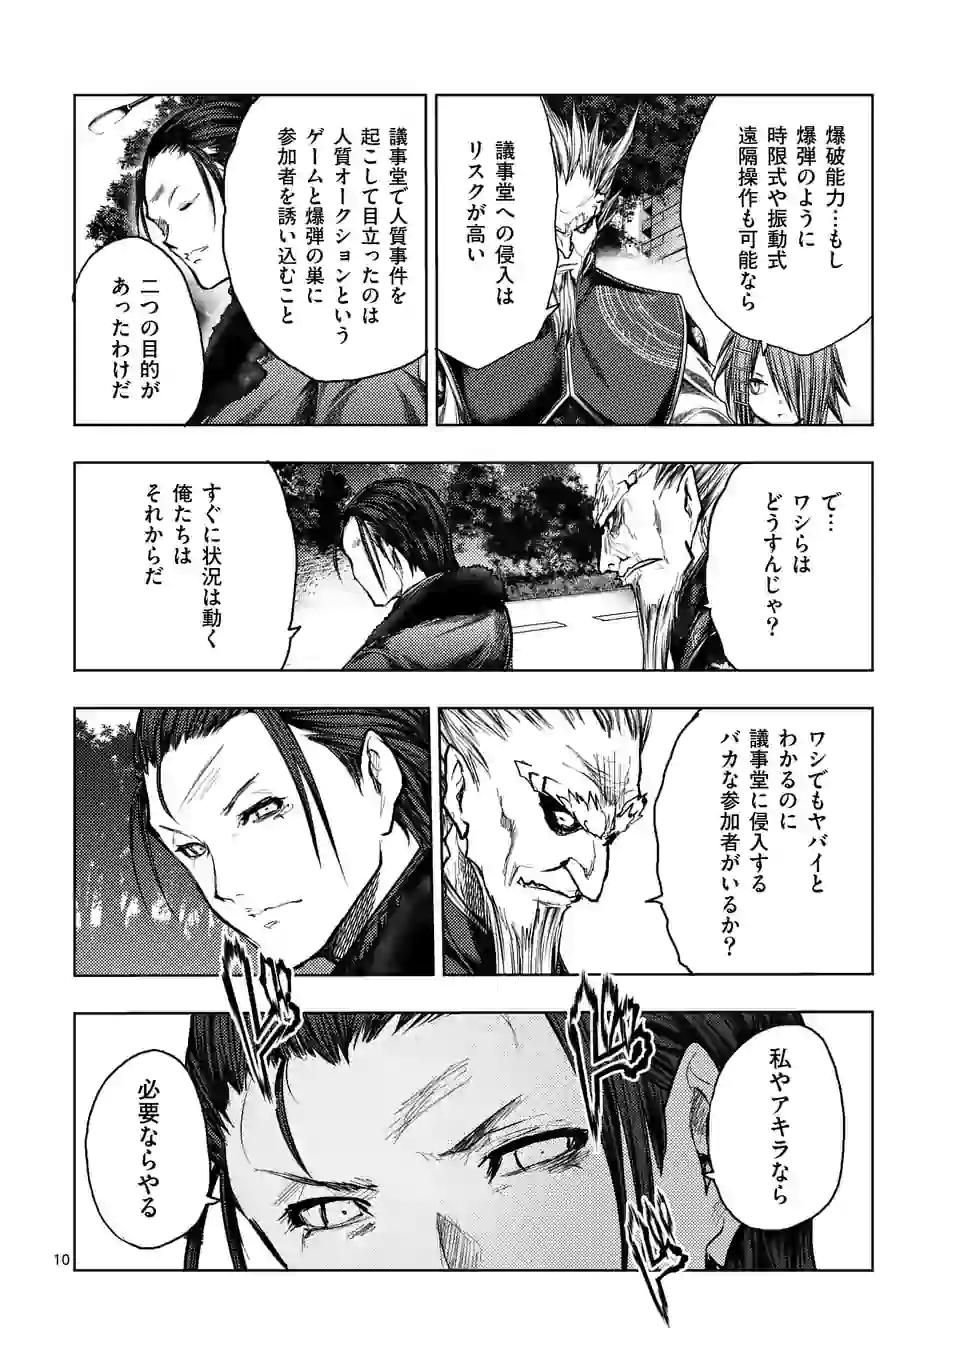 爆破能力…もし
爆弾のように
時限式や振動式
遠隔操作も可能なら
議事堂への侵入は
リスクが高い
議事堂で人質事件を
起こして目立ったのは
人質オークションという
ゲームと爆弾の巣に
参加者を誘い込むこと
二つの目的が
あったわけだ
で…
ワシらは
どうすんじゃ？
すぐに状況は動く
俺たちは
それからだ
ワシでもヤバイと
わかるのに
議事堂に侵入する
バカな参加者がいるか？
私やアキラなら
必要ならやる
10